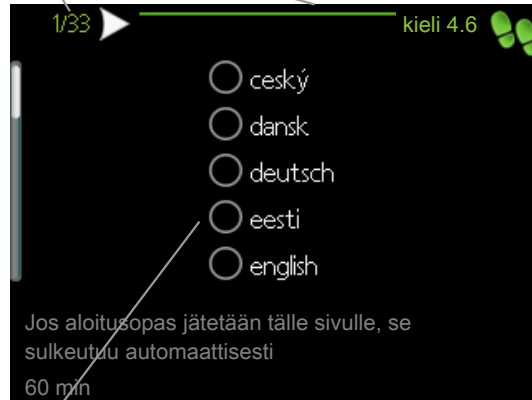 1/33
kieli 4.6
ceský
dansk
deutsch
eesti
english
Jos aloitusopas jätetään tälle sivulle, se
sulkeutuu automaattisesti
60 min